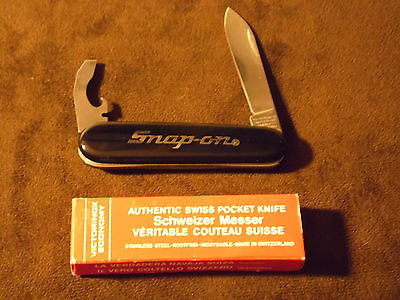 Snap-on®
VICTORINOX
ECONOMY
AUTHENTIC SWISS POCKET KNIFE
Schweizer Messer
VÉRITABLE COUTEAU SUISSE
STAINLESS STEEL-ROSTFREI-INOXYDABLE-MADE IN SWITZERLAND
LA VERDADERA NAVAJA SUIZA
IL VERO COLTELLO SVIZZERO